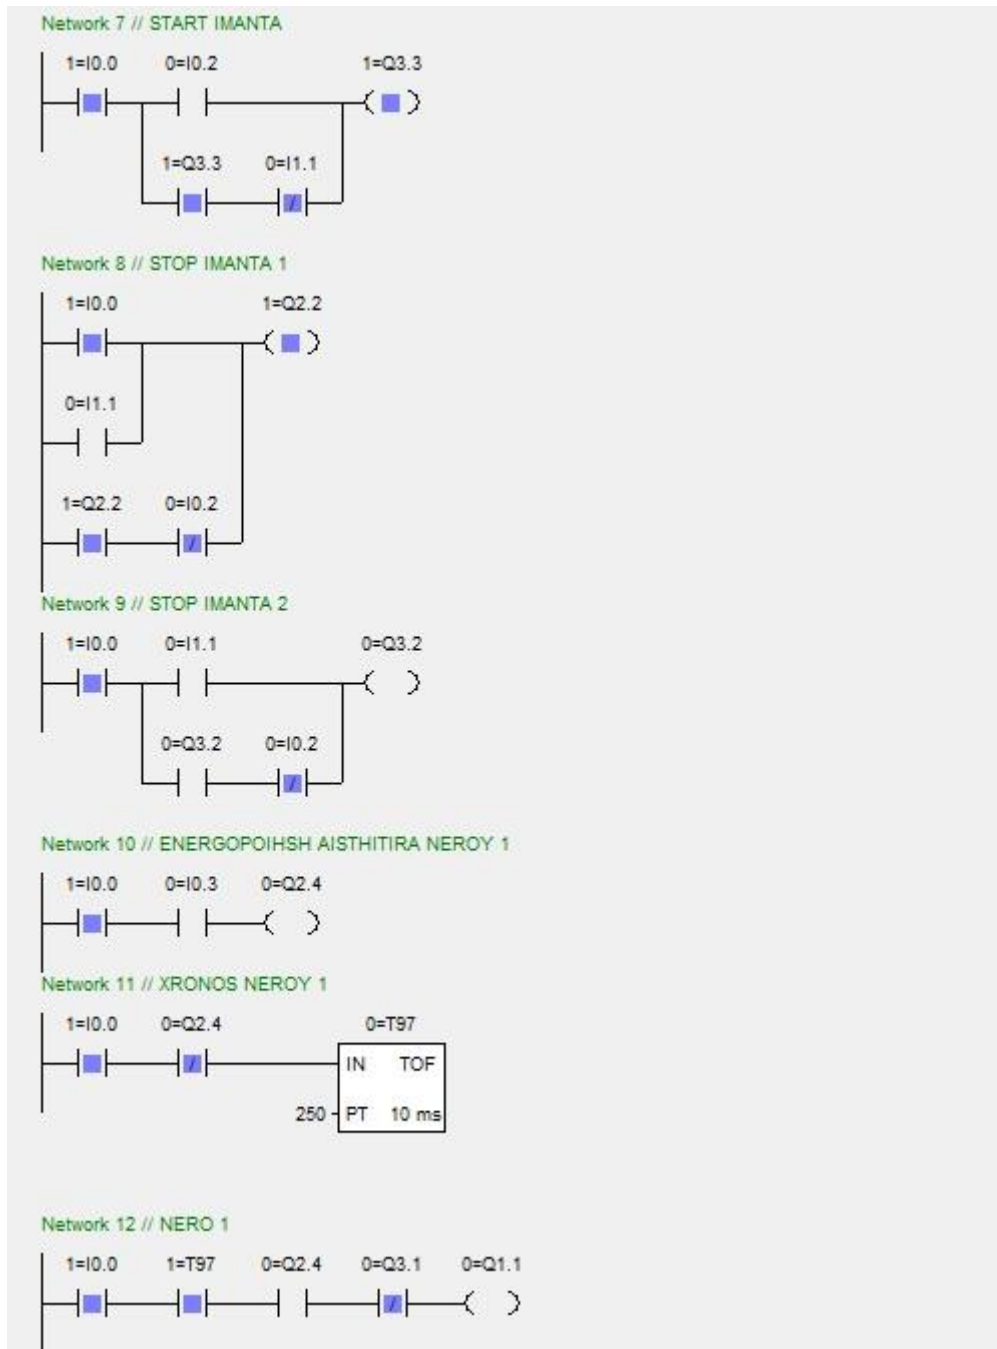 Network 7 // START IMANTA
1=I0.0 0=I0.2 1=Q3.3
1=Q3.3 0=I1.1
/
Network 8 // STOP IMANTA 1
1=I0.0 1=Q2.2
0=I1.1
1=Q2.2 0=I0.2
/
Network 9 // STOP IMANTA 2
1=I0.0 0=I1.1 0=Q3.2
0=Q3.2 0=I0.2
/
Network 10 // ENERGOPOIHSH AISTHITIRA NEROY 1
1=I0.0 0=I0.3 0=Q2.4
Network 11 // XRONOS NEROY 1
1=I0.0 0=Q2.4 0=T97
/ IN TOF
250 PT 10 ms
Network 12 // NERO 1
1=I0.0 1=T97 0=Q2.4 0=Q3.1 0=Q1.1
/